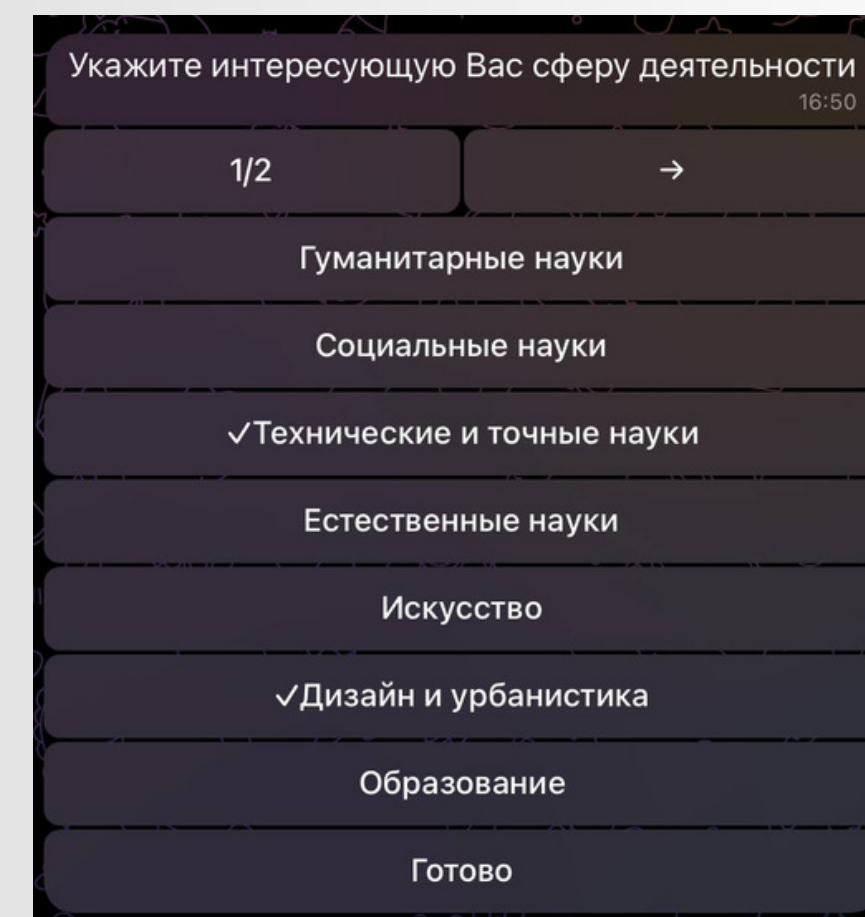 Укажите интересующую Вас сферу деятельности
16:50
1/2 →
Гуманитарные науки
Социальные науки
✓Технические и точные науки
Естественные науки
Искусство
✓Дизайн и урбанистика
Образование
Готово